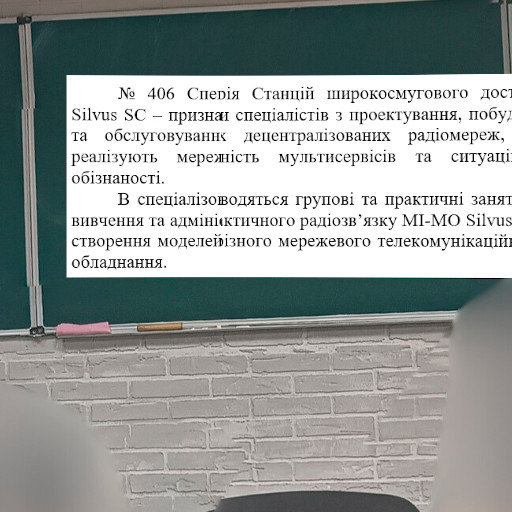 № 406 Спеція Станцій широкосмугового дост
Silvus SC – признаи спеціалістів з проектування, побуд
та обслуговуванк децентралізованих радіомереж,
реалізують мережність мультисервісів та ситуаці
обізнаності.
В спеціалізоводяться групові та практичні занят
вивчення та адмініктичного радіозв’язку MI-MO Silvus
створення моделейізного мережевого телекомунікацій
обладнання.